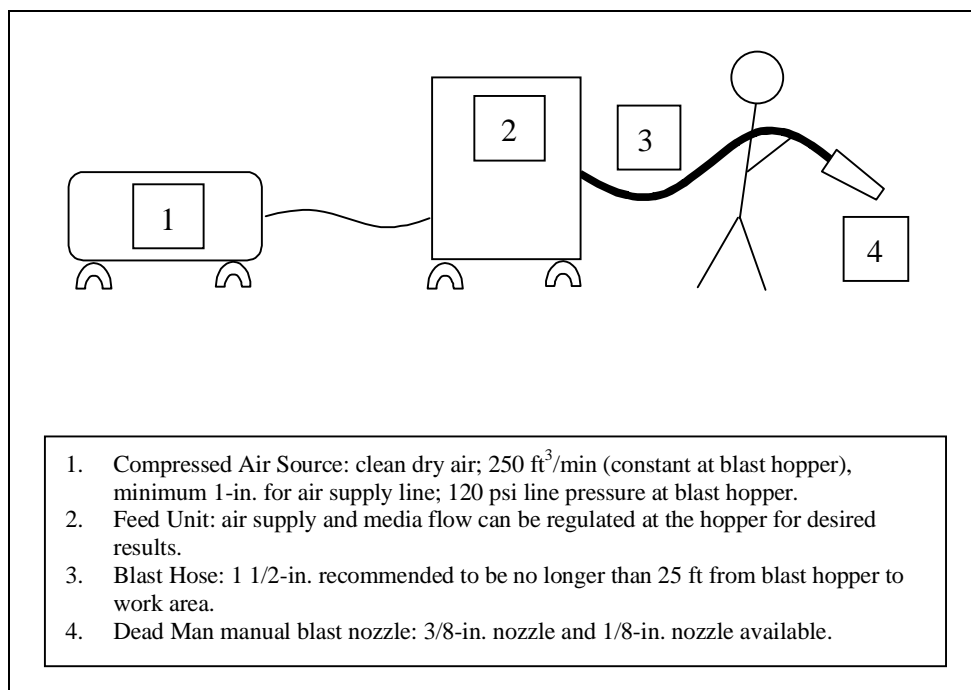 1
2
3
4
1. Compressed Air Source: clean dry air; 250 ft³/min (constant at blast hopper),
minimum 1-in. for air supply line; 120 psi line pressure at blast hopper.
2. Feed Unit: air supply and media flow can be regulated at the hopper for desired
results.
3. Blast Hose: 1 1/2-in. recommended to be no longer than 25 ft from blast hopper to
work area.
4. Dead Man manual blast nozzle: 3/8-in. nozzle and 1/8-in. nozzle available.